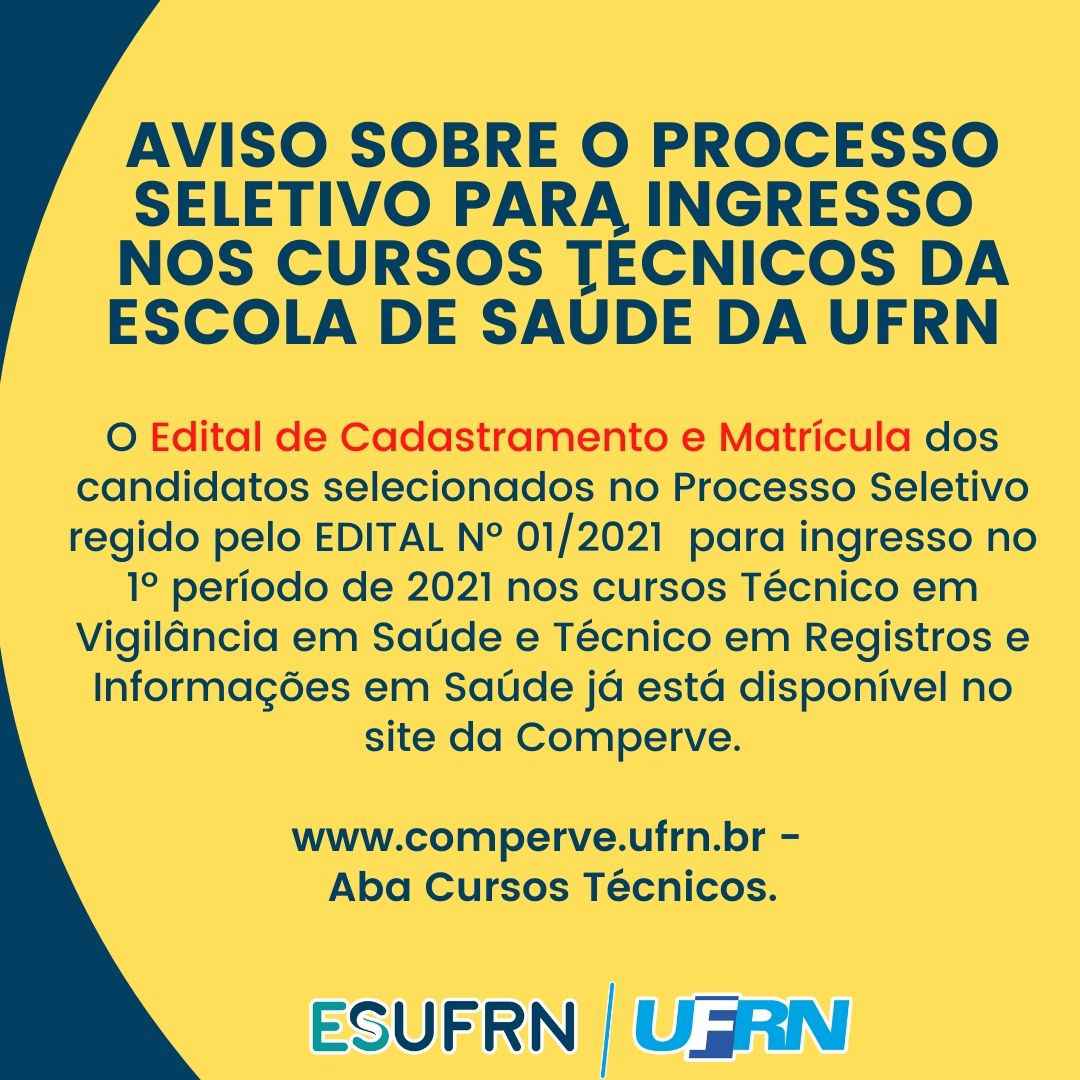 AVISO SOBRE O PROCESSO
SELETIVO PARA INGRESSO
NOS CURSOS TÉCNICOS DA
ESCOLA DE SAÚDE DA UFRN
O Edital de Cadastramento e Matrícula dos
candidatos selecionados no Processo Seletivo
regido pelo EDITAL Nº 01/2021 para ingresso no
1º período de 2021 nos cursos Técnico em
Vigilância em Saúde e Técnico em Registros e
Informações em Saúde já está disponível no
site da Comperve.
www.comperve.ufrn.br -
Aba Cursos Técnicos.
ESUFRN UFRN